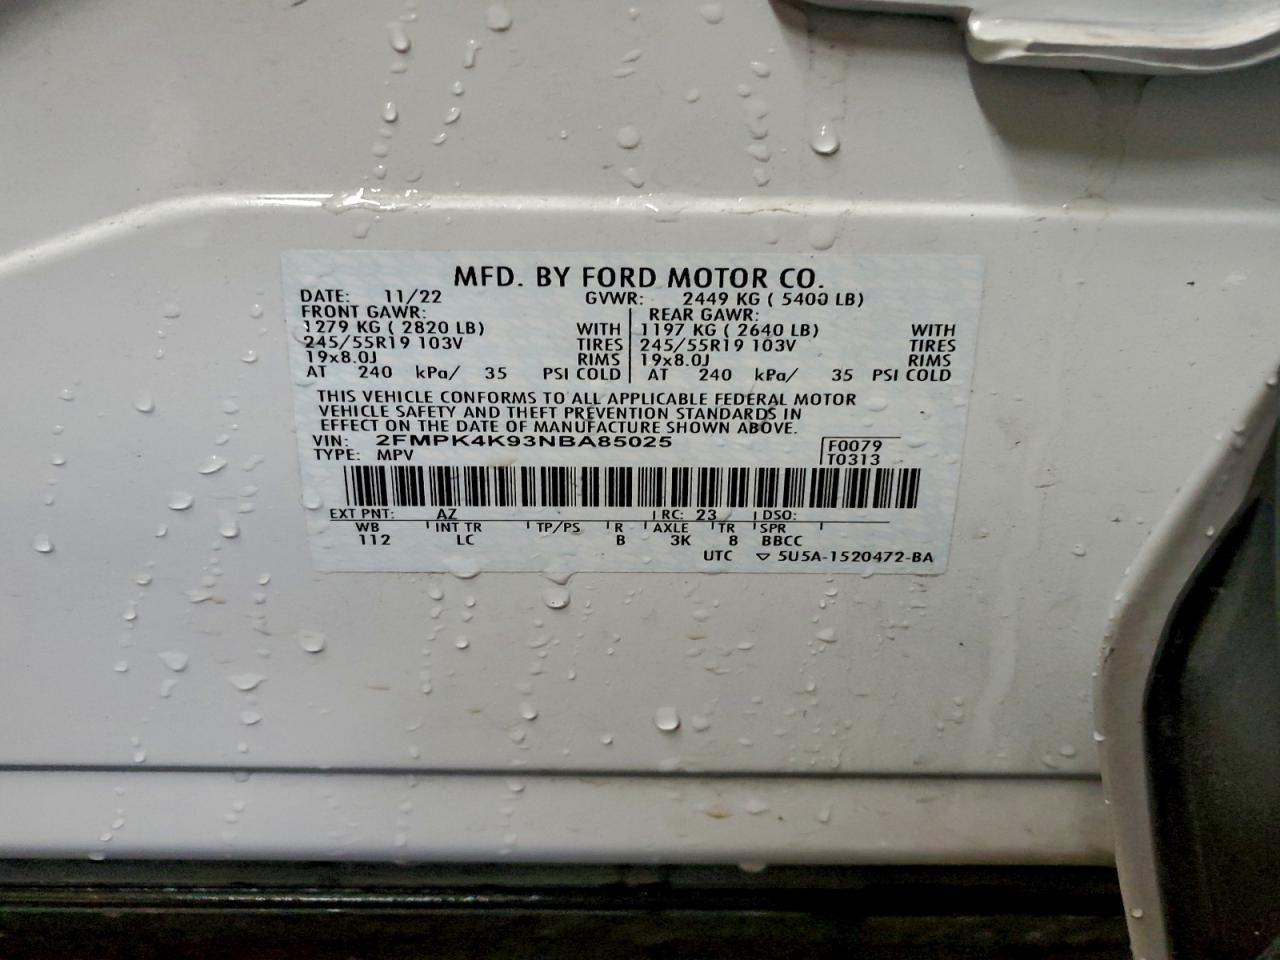 MFD. BY FORD MOTOR CO.
DATE: 11/22 GVWR: 2449 KG ( 5400 LB)
FRONT GAWR: REAR GAWR:
1279 KG ( 2820 LB) WITH 1197 KG ( 2640 LB) WITH
245/55R19 103V TIRES 245/55R19 103V TIRES
19x8.0J RIMS 19x8.0J RIMS
AT 240 kPa/ 35 PSI COLD AT 240 kPa/ 35 PSI COLD
THIS VEHICLE CONFORMS TO ALL APPLICABLE FEDERAL MOTOR
VEHICLE SAFETY AND THEFT PREVENTION STANDARDS IN
EFFECT ON THE DATE OF MANUFACTURE SHOWN ABOVE.
VIN: 2FMPK4K93NBA85025 F0079
TYPE: MPV T0313
EXT PNT: AZ RC: 23 DSO:
WB INT TR TP/PS R AXLE TR SPR
112 LC B 3K 8 BBCC
UTC ▽ 5U5A-1520472-BA